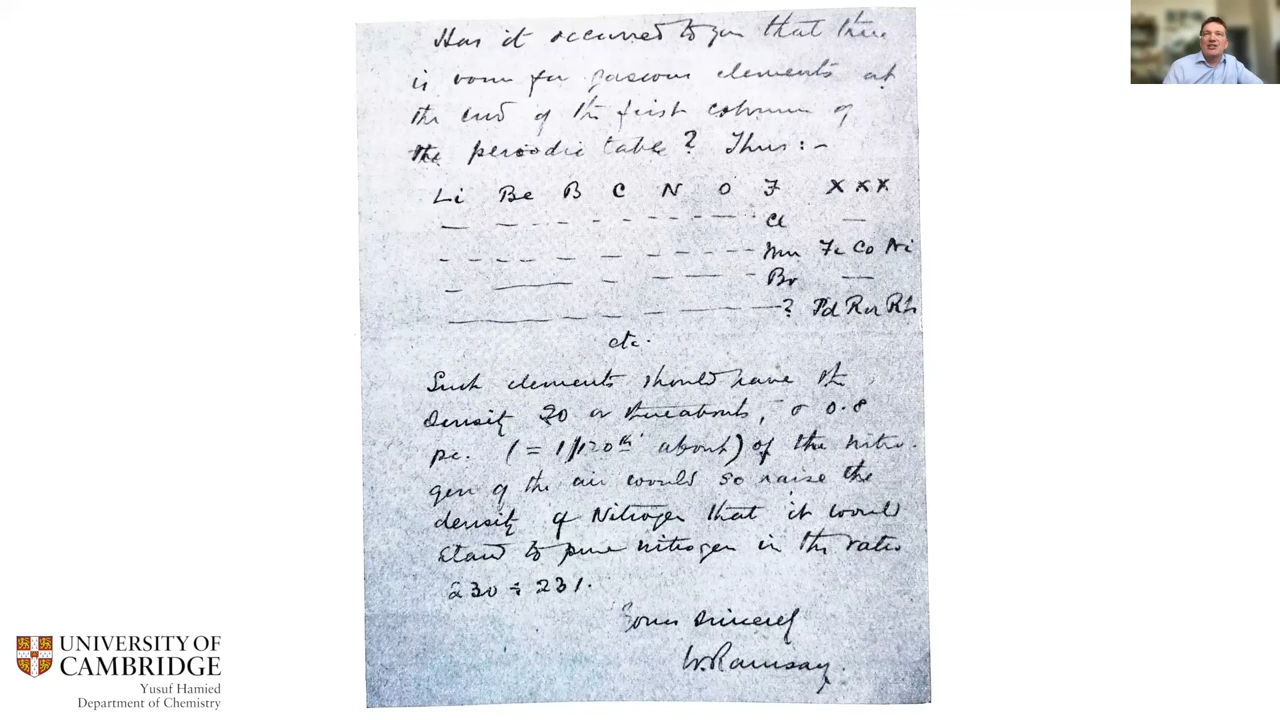 Has it occurred to you that there
is room for gaseous elements at
the end of the first column of
the periodic table? Thus:-
Li Be B C N O F X X X
— — — — — — Cl —
— — — — — — Mn Fe Co Ni
— — — — — — Br —
— — — — — — ? Pd Ru Rh
etc.
Such elements should have the
density 20 or thereabouts, & 0.8
pc. (= 1/120th about) of the nitro-
gen of the air would so raise the
density of Nitrogen that it would
stand to pure nitrogen in the ratio
230 : 231.
Yours sincerely
W. Ramsay.
UNIVERSITY OF
CAMBRIDGE
Yusuf Hamied
Department of Chemistry